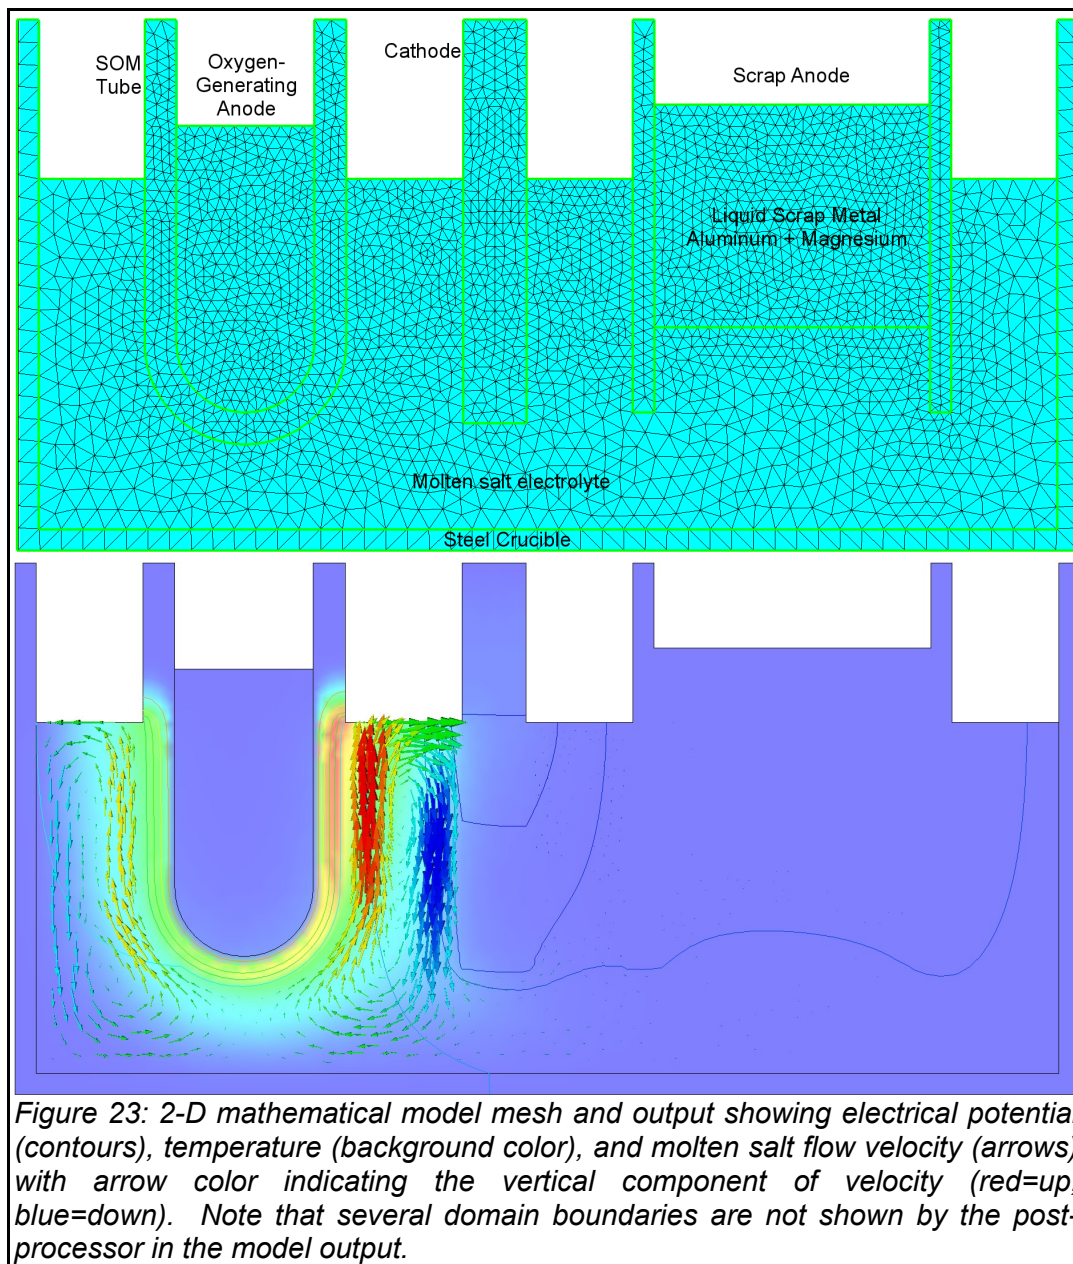 SOM
Tube
Oxygen-
Generating
Anode
Cathode
Scrap Anode
Liquid Scrap Metal
Aluminum + Magnesium
Molten salt electrolyte
Steel Crucible
Figure 23: 2-D mathematical model mesh and output showing electrical potential
(contours), temperature (background color), and molten salt flow velocity (arrows)
with arrow color indicating the vertical component of velocity (red=up,
blue=down). Note that several domain boundaries are not shown by the post-
processor in the model output.